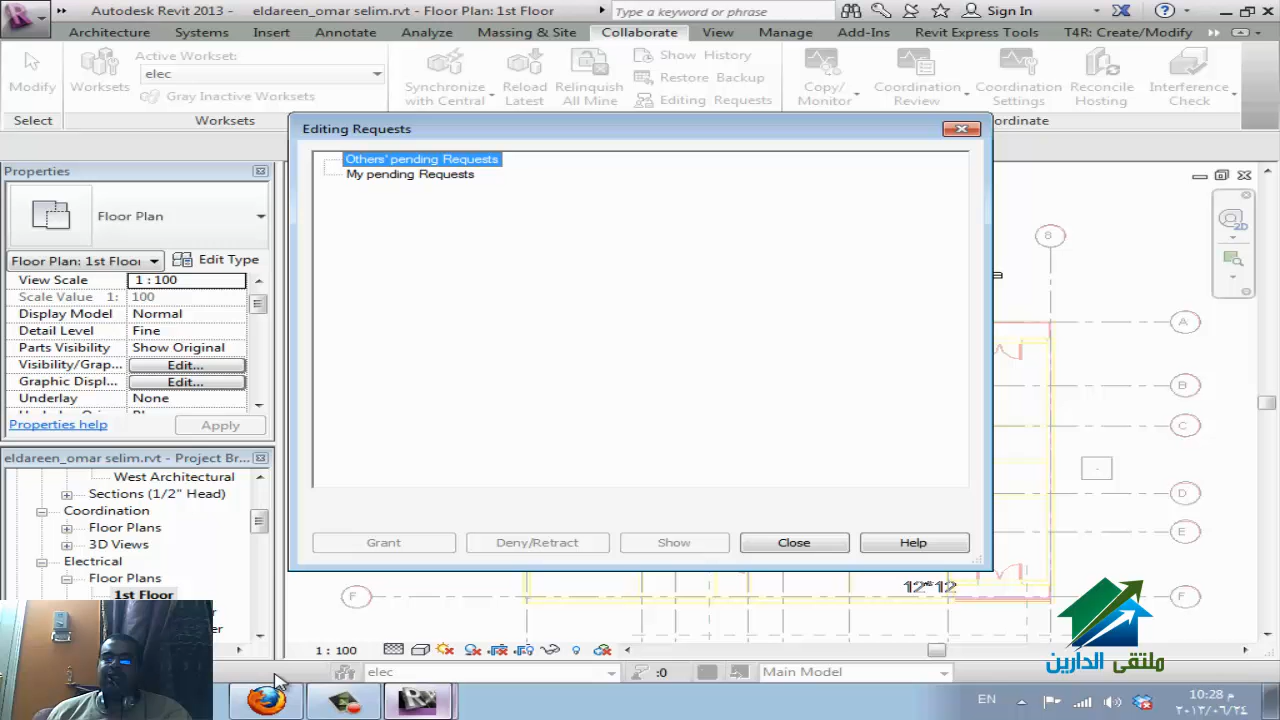 Autodesk Revit 2013 - eldareen_omar selim.rvt - Floor Plan: 1st Floor
Type a keyword or phrase
Sign In
Architecture Systems Insert Annotate Analyze Massing & Site Collaborate View Manage Add-Ins Revit Express Tools T4R: Create/Modify
Modify
Worksets
Active Workset:
elec
Gray Inactive Worksets
Synchronize with Central
Reload Latest
Relinquish All Mine
Show History
Restore Backup
Editing Requests
Copy/ Monitor
Coordination Review
Coordination Settings
Reconcile Hosting
Interference Check
Select
Worksets
oordinate
Editing Requests
Others' pending Requests
My pending Requests
Grant
Deny/Retract
Show
Close
Help
Properties
Floor Plan
Floor Plan: 1st Floor
Edit Type
View Scale 1 : 100
Scale Value 1: 100
Display Model Normal
Detail Level Fine
Parts Visibility Show Original
Visibility/Grap... Edit...
Graphic Displ... Edit...
Underlay None
Properties help
Apply
eldareen_omar selim.rvt - Project Br...
West Architectural
Sections (1/2" Head)
Coordination
Floor Plans
3D Views
Electrical
Floor Plans
1st Floor
2D
B
A
B
C
D
E
F
F
12*12
1 : 100
elec
:0
Main Model
ملتقى الدارين
EN
10:28 م
٢٠١٣/٠٦/٢٤